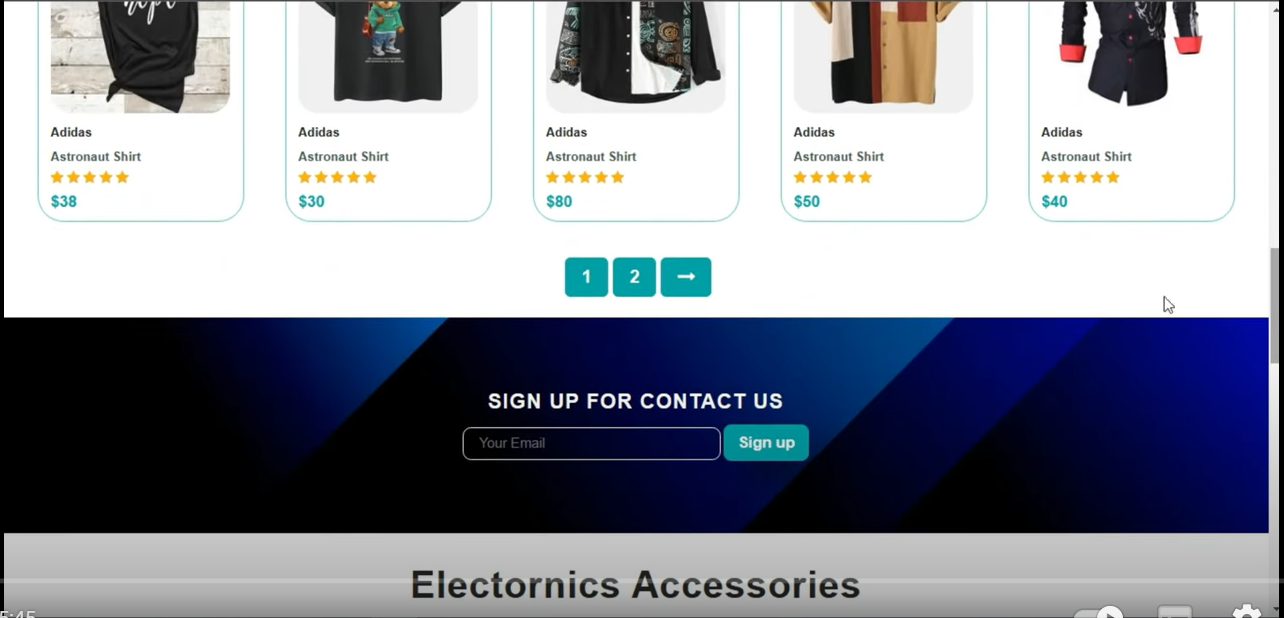 Adidas
Astronaut Shirt
$38
Adidas
Astronaut Shirt
$30
Adidas
Astronaut Shirt
$80
Adidas
Astronaut Shirt
$50
Adidas
Astronaut Shirt
$40
1 2 →
SIGN UP FOR CONTACT US
Your Email
Sign up
Electornics Accessories
5:45